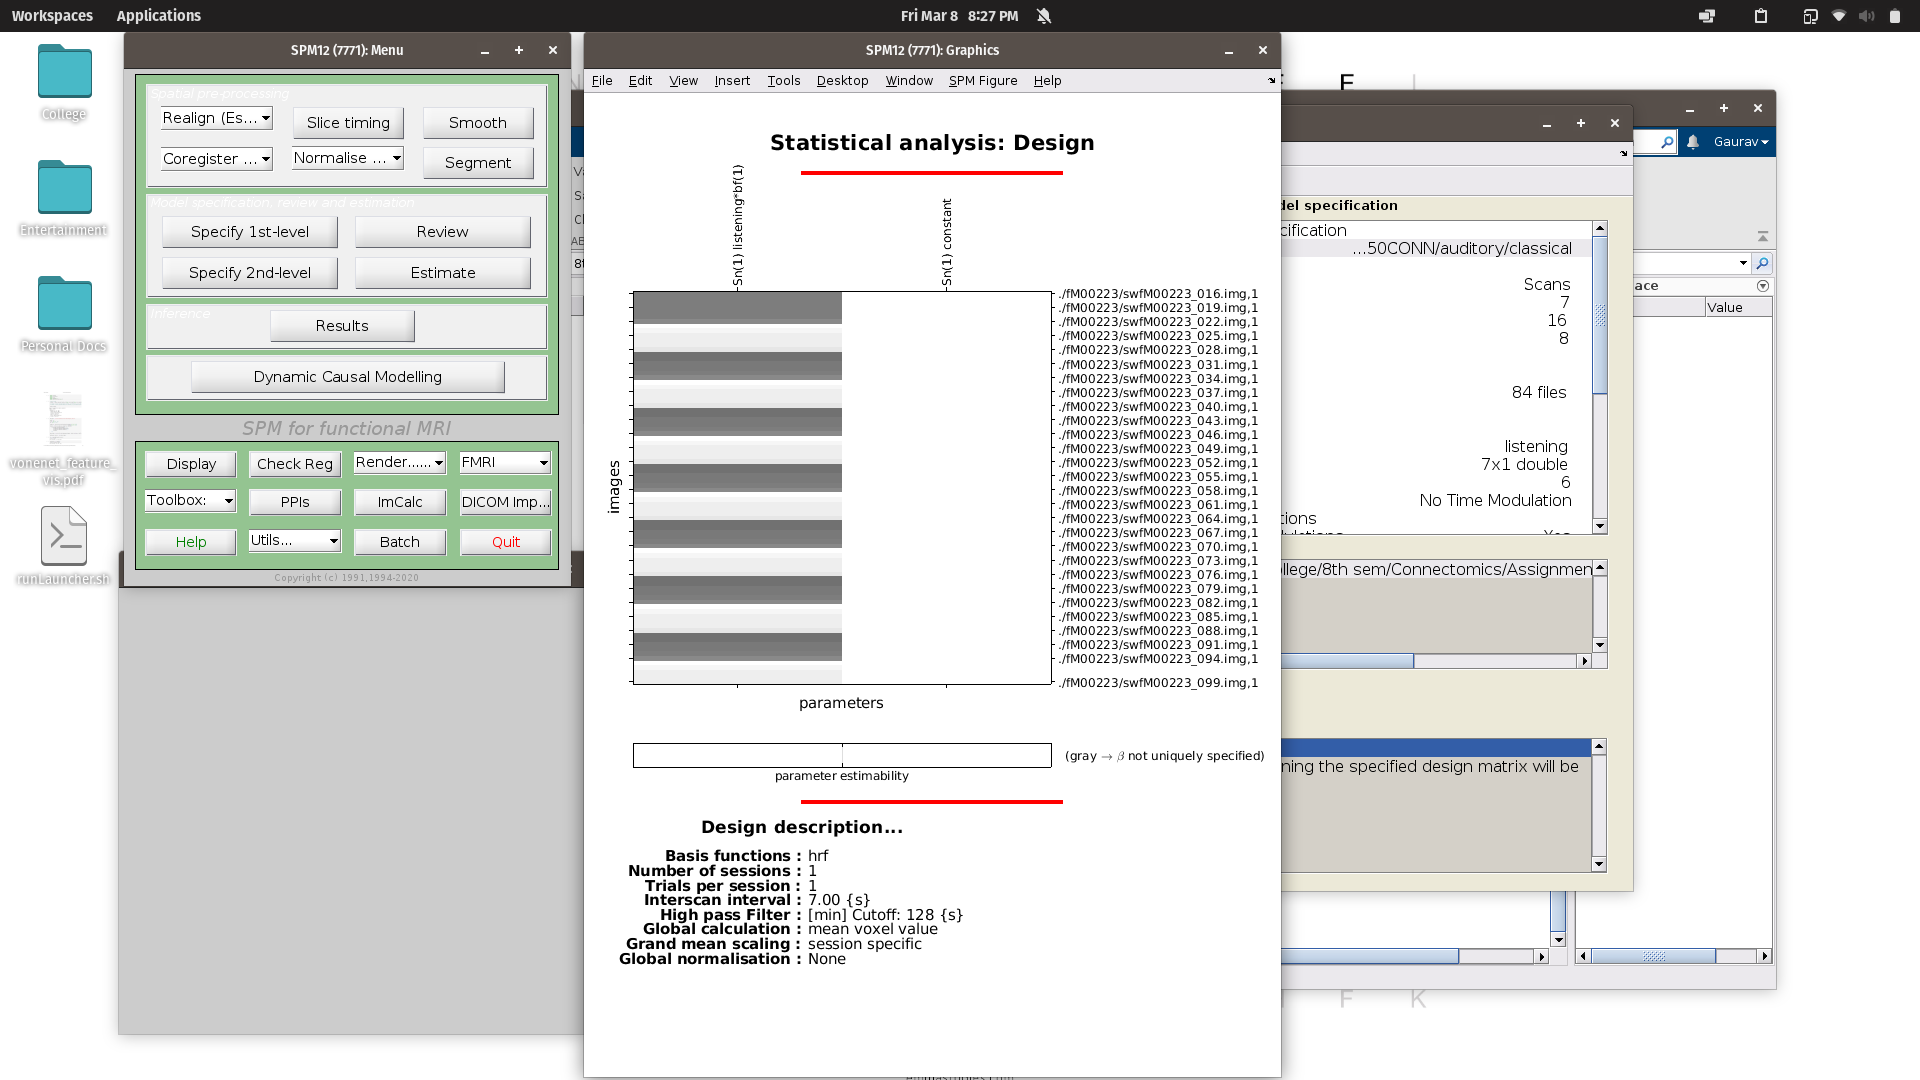 Workspaces Applications Fri Mar 8 8:27 PM
College
Entertainment
Personal Docs
vonenet_feature_
vis.pdf
runLauncher.sh
SPM12 (7771): Menu
Spatial pre-processing
Realign (Es... Slice timing Smooth
Coregister ... Normalise ... Segment
Model specification, review and estimation
Specify 1st-level Review
Specify 2nd-level Estimate
Inference
Results
Dynamic Causal Modelling
SPM for functional MRI
Display Check Reg Render...... FMRI
Toolbox: PPIs ImCalc DICOM Imp...
Help Utils... Batch Quit
Copyright (c) 1991,1994-2020
SPM12 (7771): Graphics
File Edit View Insert Tools Desktop Window SPM Figure Help
Statistical analysis: Design
Sn(1) listening*bf(1)
Sn(1) constant
images
./fM00223/swfM00223_016.img,1
./fM00223/swfM00223_019.img,1
./fM00223/swfM00223_022.img,1
./fM00223/swfM00223_025.img,1
./fM00223/swfM00223_028.img,1
./fM00223/swfM00223_031.img,1
./fM00223/swfM00223_034.img,1
./fM00223/swfM00223_037.img,1
./fM00223/swfM00223_040.img,1
./fM00223/swfM00223_043.img,1
./fM00223/swfM00223_046.img,1
./fM00223/swfM00223_049.img,1
./fM00223/swfM00223_052.img,1
./fM00223/swfM00223_055.img,1
./fM00223/swfM00223_058.img,1
./fM00223/swfM00223_061.img,1
./fM00223/swfM00223_064.img,1
./fM00223/swfM00223_067.img,1
./fM00223/swfM00223_070.img,1
./fM00223/swfM00223_073.img,1
./fM00223/swfM00223_076.img,1
./fM00223/swfM00223_079.img,1
./fM00223/swfM00223_082.img,1
./fM00223/swfM00223_085.img,1
./fM00223/swfM00223_088.img,1
./fM00223/swfM00223_091.img,1
./fM00223/swfM00223_094.img,1
./fM00223/swfM00223_099.img,1
parameters
(gray → β not uniquely specified)
parameter estimability
Design description...
Basis functions : hrf
Number of sessions : 1
Trials per session : 1
Interscan interval : 7.00 {s}
High pass Filter : [min] Cutoff: 128 {s}
Global calculation : mean voxel value
Grand mean scaling : session specific
Global normalisation : None
Gaurav
del specification
cification
...50CONN/auditory/classical
Scans
7
16
8
84 files
listening
7x1 double
6
No Time Modulation
tions
ollege/8th sem/Connectomics/Assignmen
ning the specified design matrix will be
ace
Value
F
F K